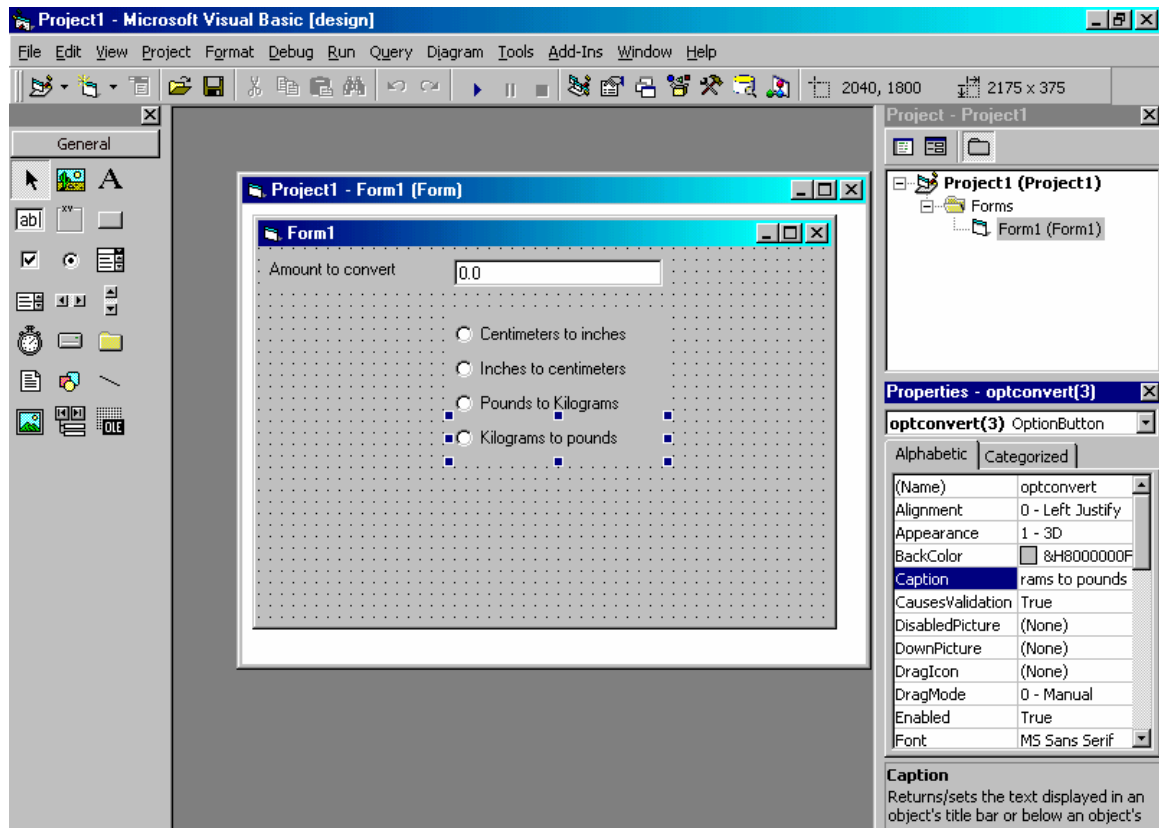 Project1 - Microsoft Visual Basic [design]
File Edit View Project Format Debug Run Query Diagram Tools Add-Ins Window Help
2040, 1800 2175 x 375
General
A
ab|
XY
OLE
Project1 - Form1 (Form)
Form1
Amount to convert 0.0
Centimeters to inches
Inches to centimeters
Pounds to Kilograms
Kilograms to pounds
Project - Project1
Project1 (Project1)
Forms
Form1 (Form1)
Properties - optconvert(3)
optconvert(3) OptionButton
Alphabetic Categorized
(Name) optconvert
Alignment 0 - Left Justify
Appearance 1 - 3D
BackColor &H8000000F
Caption rams to pounds
CausesValidation True
DisabledPicture (None)
DownPicture (None)
DragIcon (None)
DragMode 0 - Manual
Enabled True
Font MS Sans Serif
Caption
Returns/sets the text displayed in an
object's title bar or below an object's